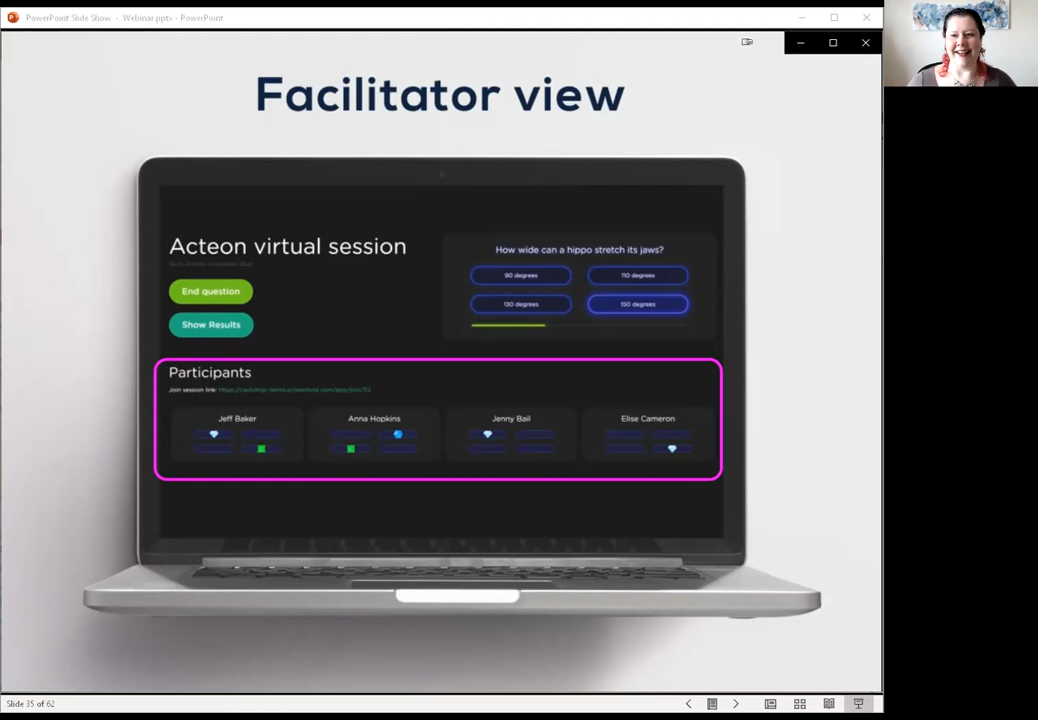 PowerPoint Slide Show - Webinar.pptx - PowerPoint
Facilitator view
Acteon virtual session
End question
Show Results
How wide can a hippo stretch its jaws?
90 degrees
110 degrees
130 degrees
150 degrees
Participants
Join session link:
Jeff Baker
Anna Hopkins
Jenny Bail
Elise Cameron
Slide 35 of 62